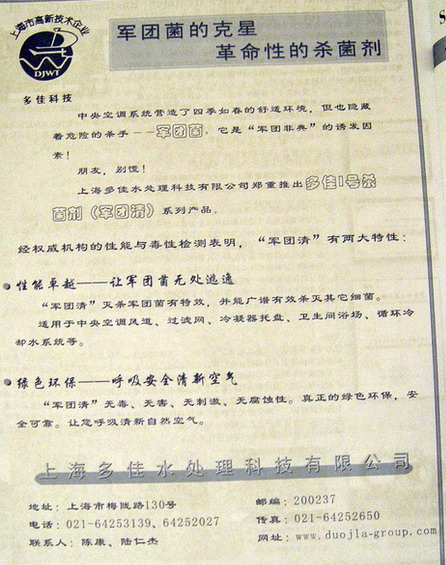 上海市高新技术企业
DJWT
多佳科技
军团菌的克星
革命性的杀菌剂
中央空调系统营造了四季如春的舒适环境，但也隐藏
着危险的杀手——军团菌，它是“军团非典”的诱发因
素！
朋友，别慌！
上海多佳水处理科技有限公司郑重推出多佳1号杀
菌剂（军团清）系列产品。
经权威机构的性能与毒性检测表明，“军团清”有两大特性：
性能卓越——让军团菌无处逃逸
“军团清”灭杀军团菌有特效，并能广谱有效杀灭其它细菌。
适用于中央空调风道、过滤网、冷凝器托盘、卫生间浴场、循环冷
却水系统等。
绿色环保——呼吸安全清新空气
“军团清”无毒、无害、无刺激、无腐蚀性。真正的绿色环保，安
全可靠。让您呼吸清新自然空气。
上海多佳水处理科技有限公司
地址：上海市梅陇路130号
邮编：200237
电话：021-64253139、64252027
传真：021-64252650
联系人：陈康、陆仁杰
网址：www.duojia-group.com